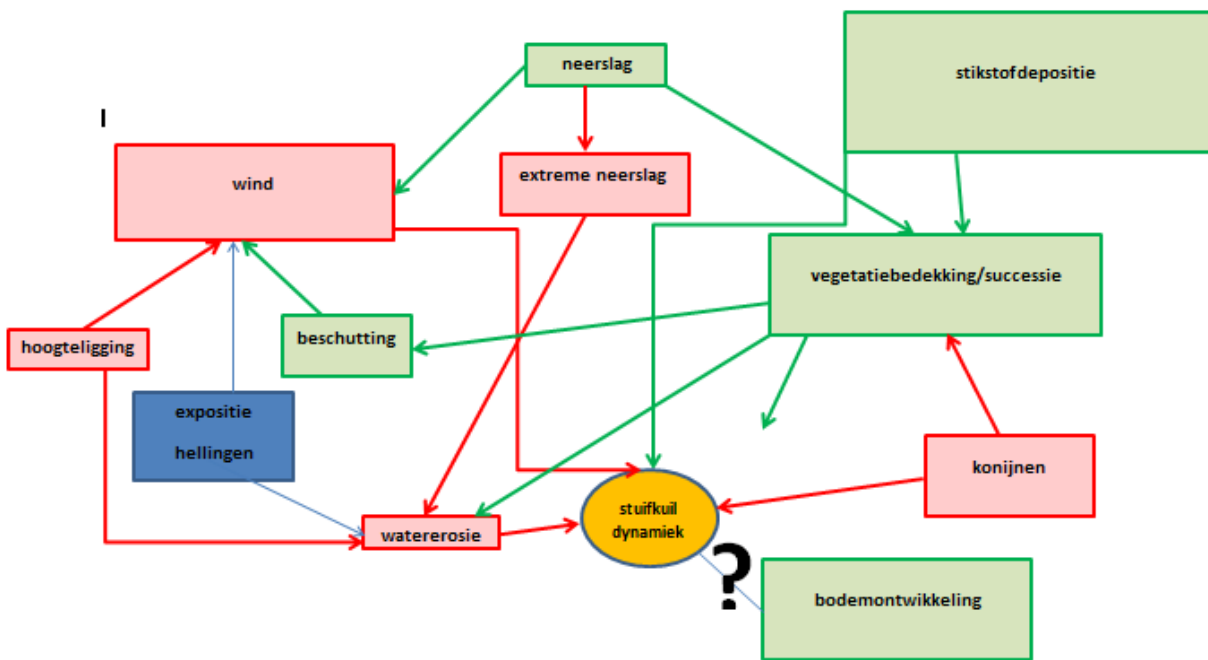 neerslag
stikstofdepositie
I
wind
extreme neerslag
vegetatiebedekking/successie
hoogteligging
beschutting
expositie
hellingen
konijnen
stuifkuil
dynamiek
watererosie
?
bodemontwikkeling